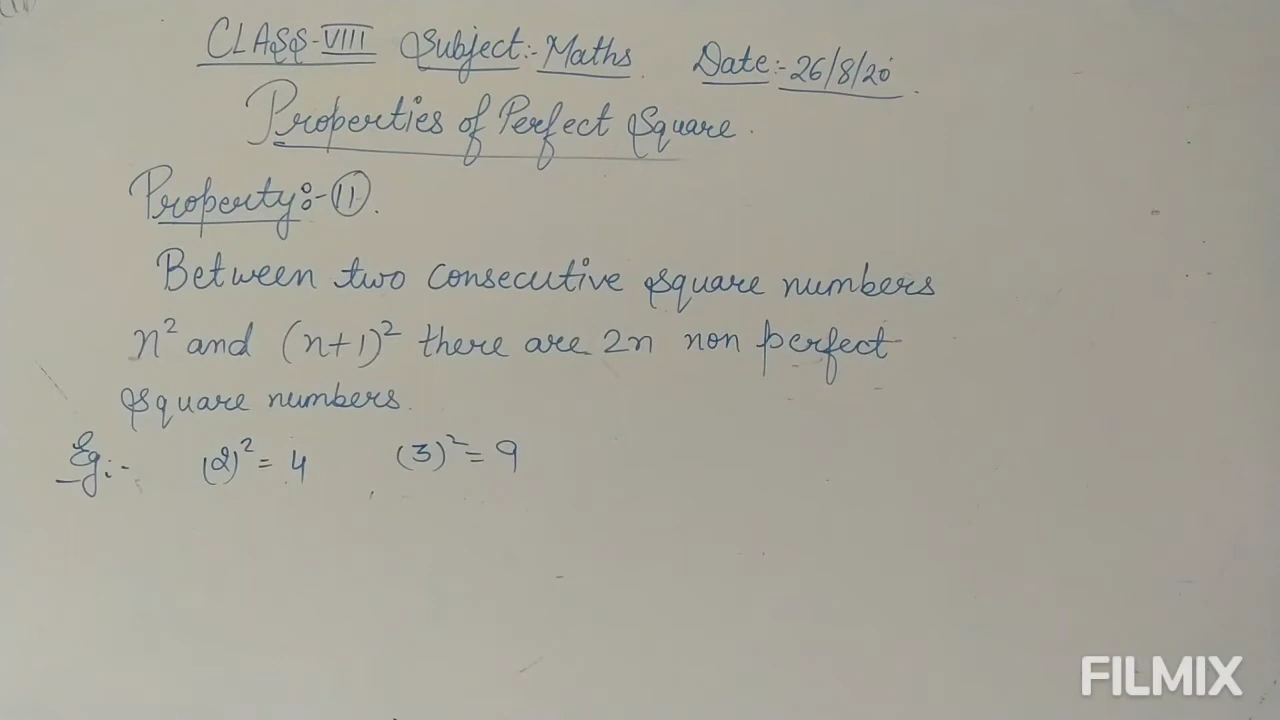 CLASS-VIII Subject:- Maths Date:- 26/8/20
Properties of Perfect Square.
Property:- 11.
Between two consecutive square numbers
n² and (n+1)² there are 2n non perfect
square numbers.
Eg:- (2)² = 4 (3)² = 9
FILMIX